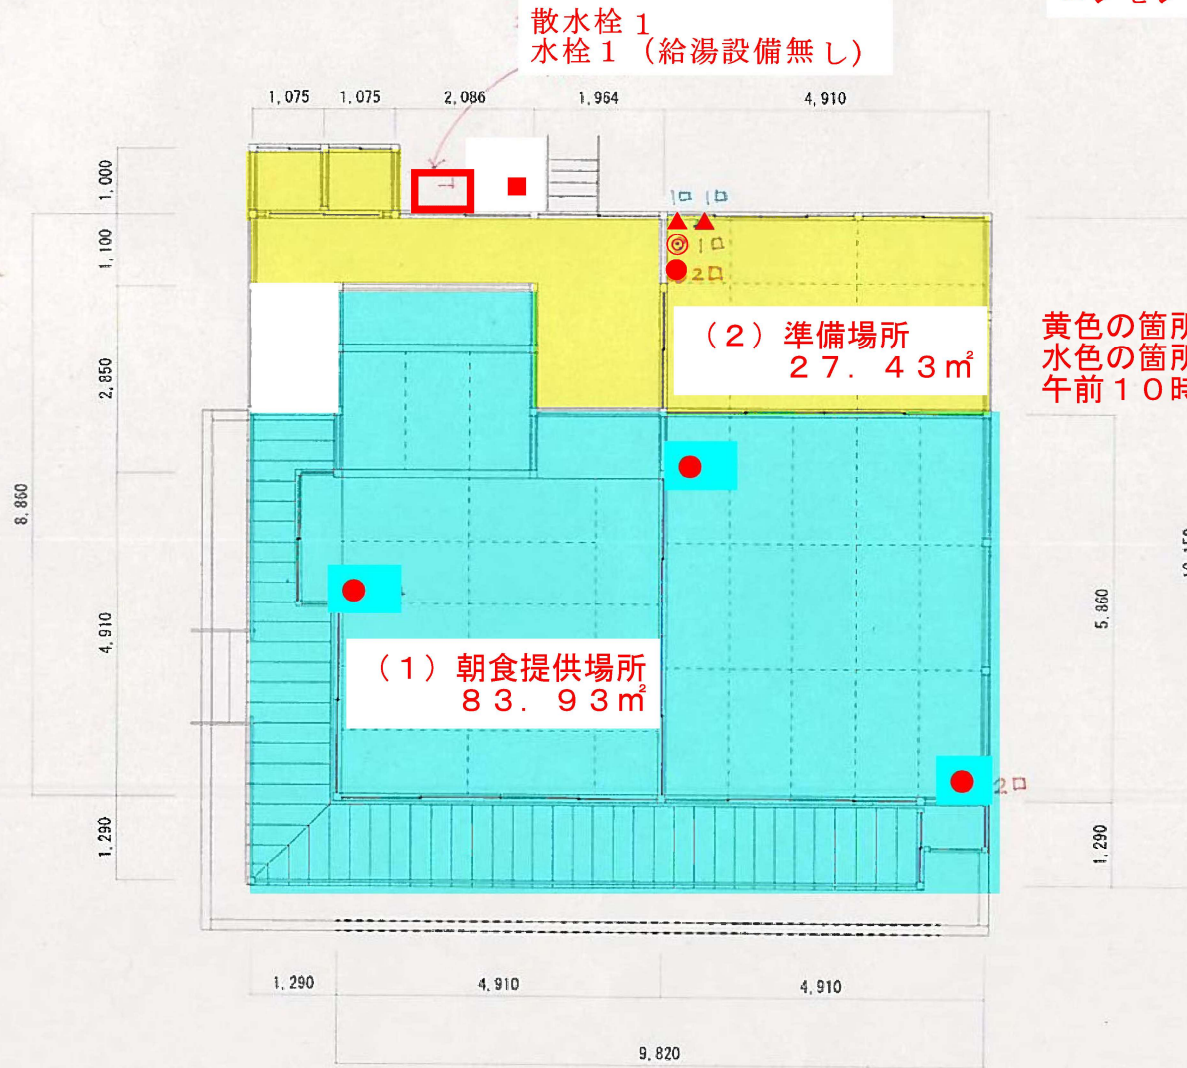 散水栓１
水栓１（給湯設備無し）
1,075
1,075
2,086
1,964
4,910
1,000
1,100
2,850
8,860
4,910
1,290
1口
1口
1口
2口
（２）準備場所
２７．４３㎡
黄色の箇所
水色の箇所
午前１０時
（１）朝食提供場所
８３．９３㎡
5,860
2口
1,290
1,290
4,910
4,910
9,820